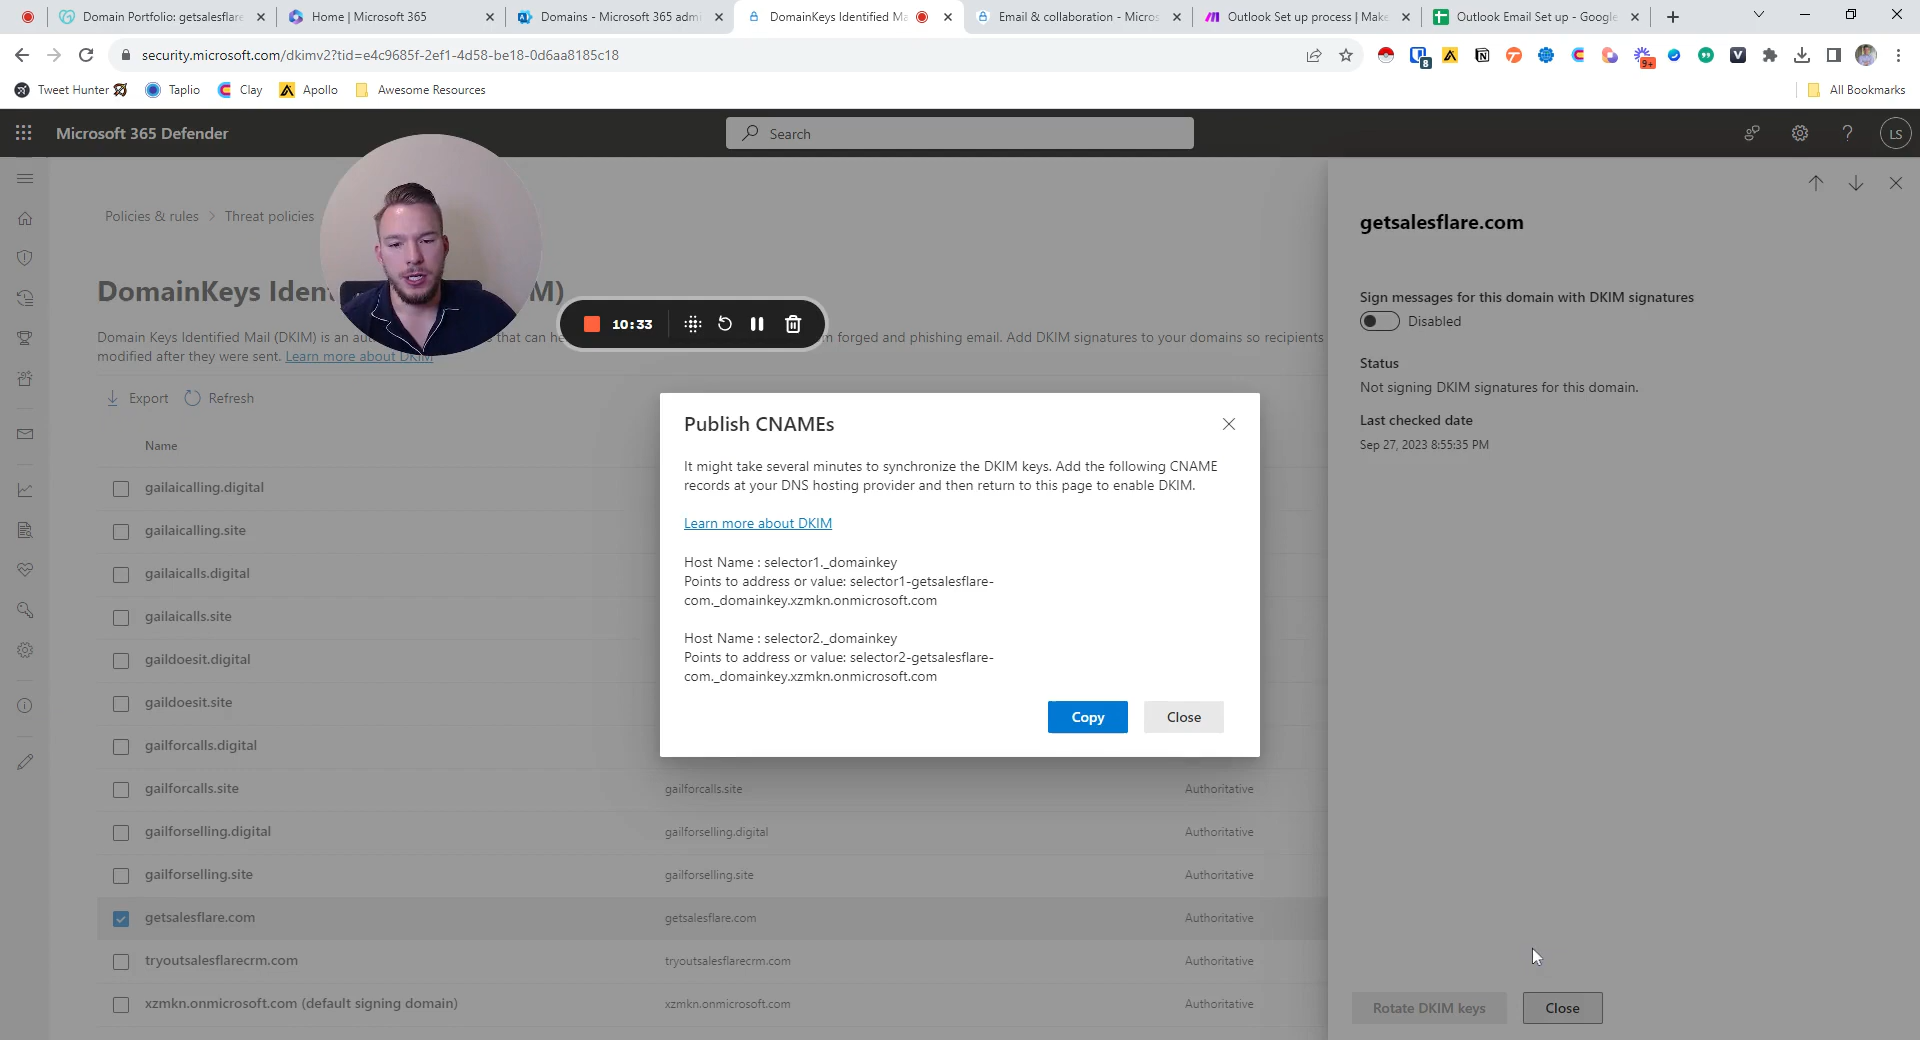 Domain Portfolio: getsalesflare
Home | Microsoft 365
Domains - Microsoft 365 admi
DomainKeys Identified Ma
Email & collaboration - Micros
Outlook Set up process | Make
Outlook Email Set up - Google
security.microsoft.com/dkimv2?tid=e4c9685f-2ef1-4d58-be18-0d6aa8185c18
8
9+
Tweet Hunter
Taplio
Clay
Apollo
Awesome Resources
All Bookmarks
Microsoft 365 Defender
Search
LS
Policies & rules > Threat policies
DomainKeys Iden
M)
Domain Keys Identified Mail (DKIM) is an au
that can he
m forged and phishing email. Add DKIM signatures to your domains so recipients
modified after they were sent. Learn more about DKIM
10:33
Export
Refresh
Name
gailaicalling.digital
gailaicalling.site
gailaicalls.digital
gailaicalls.site
gaildoesit.digital
gaildoesit.site
gailforcalls.digital
gailforcalls.site
gailforcalls.site
Authoritative
gailforselling.digital
gailforselling.digital
Authoritative
gailforselling.site
gailforselling.site
Authoritative
getsalesflare.com
getsalesflare.com
Authoritative
tryoutsalesflarecrm.com
tryoutsalesflarecrm.com
Authoritative
xzmkn.onmicrosoft.com (default signing domain)
xzmkn.onmicrosoft.com
Authoritative
Publish CNAMEs
It might take several minutes to synchronize the DKIM keys. Add the following CNAME
records at your DNS hosting provider and then return to this page to enable DKIM.
Learn more about DKIM
Host Name : selector1._domainkey
Points to address or value: selector1-getsalesflare-
com._domainkey.xzmkn.onmicrosoft.com
Host Name : selector2._domainkey
Points to address or value: selector2-getsalesflare-
com._domainkey.xzmkn.onmicrosoft.com
Copy
Close
getsalesflare.com
Sign messages for this domain with DKIM signatures
Disabled
Status
Not signing DKIM signatures for this domain.
Last checked date
Sep 27, 2023 8:55:35 PM
Rotate DKIM keys
Close